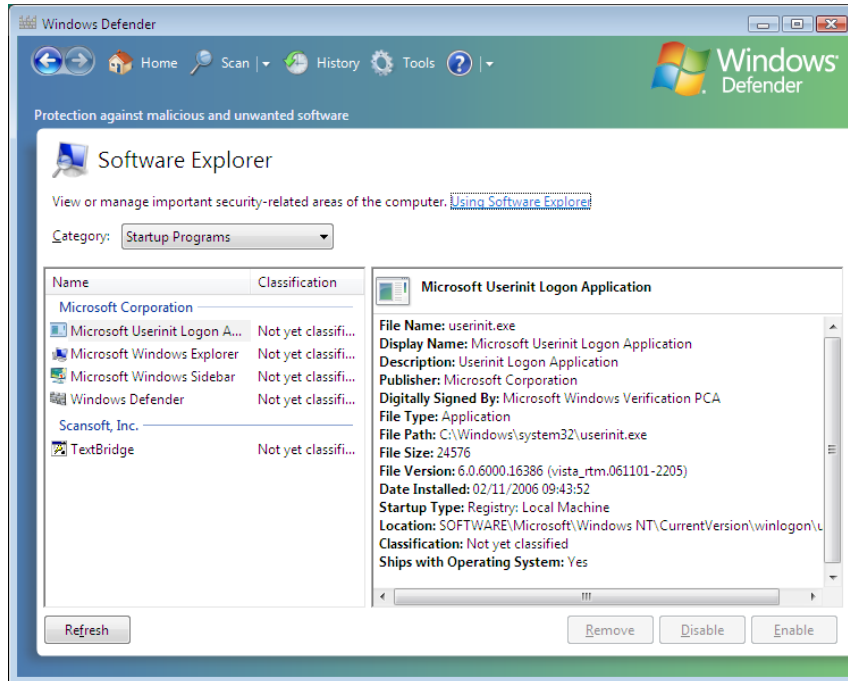 Windows Defender
Home Scan History Tools
Windows
Defender
Protection against malicious and unwanted software
Software Explorer
View or manage important security-related areas of the computer. Using Software Explorer
Category: Startup Programs
Name Classification
Microsoft Corporation
Microsoft Userinit Logon A... Not yet classifi...
Microsoft Windows Explorer Not yet classifi...
Microsoft Windows Sidebar Not yet classifi...
Windows Defender Not yet classifi...
Scansoft, Inc.
TextBridge Not yet classifi...
Microsoft Userinit Logon Application
File Name: userinit.exe
Display Name: Microsoft Userinit Logon Application
Description: Userinit Logon Application
Publisher: Microsoft Corporation
Digitally Signed By: Microsoft Windows Verification PCA
File Type: Application
File Path: C:\Windows\system32\userinit.exe
File Size: 24576
File Version: 6.0.6000.16386 (vista_rtm.061101-2205)
Date Installed: 02/11/2006 09:43:52
Startup Type: Registry: Local Machine
Location: SOFTWARE\Microsoft\Windows NT\CurrentVersion\winlogon\u
Classification: Not yet classified
Ships with Operating System: Yes
Refresh Remove Disable Enable